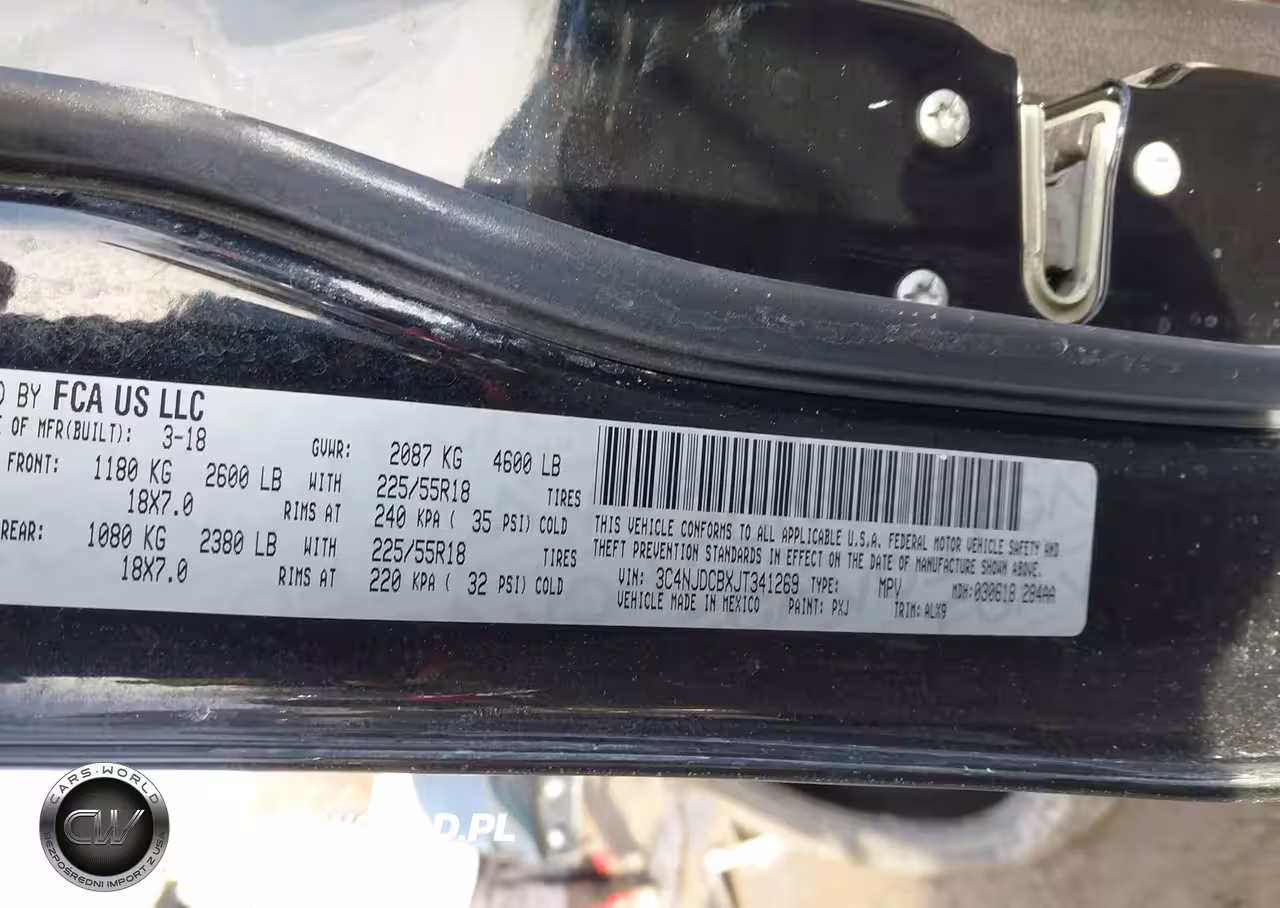 BY FCA US LLC
OF MFR(BUILT): 3-18 GVWR: 2087 KG 4600 LB
FRONT: 1180 KG 2600 LB WITH 225/55R18 TIRES
18X7.0 RIMS AT 240 KPA ( 35 PSI) COLD
REAR: 1080 KG 2380 LB WITH 225/55R18 TIRES
18X7.0 RIMS AT 220 KPA ( 32 PSI) COLD
THIS VEHICLE CONFORMS TO ALL APPLICABLE U.S.A. FEDERAL MOTOR VEHICLE SAFETY AND
THEFT PREVENTION STANDARDS IN EFFECT ON THE DATE OF MANUFACTURE SHOWN ABOVE.
VIN: 3C4NJDCBXJT341269 TYPE: MPV MDH:030618 284AA
VEHICLE MADE IN MEXICO PAINT: PXJ TRIM: ALX9
CARS-WORLD
CW
BEZPOŚREDNI IMPORT Z USA
.PL